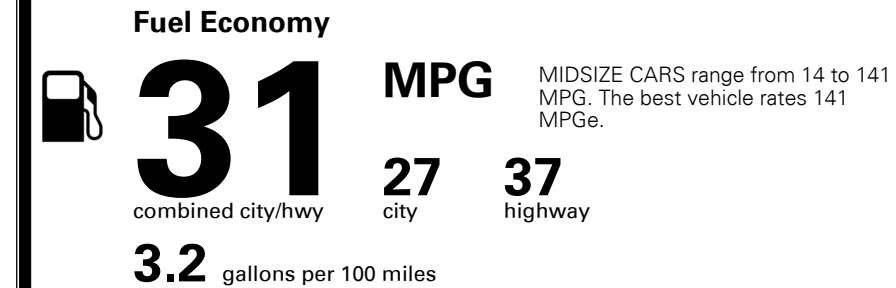 Fuel Economy
31
MPG
MIDSIZE CARS range from 14 to 141
MPG. The best vehicle rates 141
MPGe.
27 37
combined city/hwy city highway
3.2 gallons per 100 miles